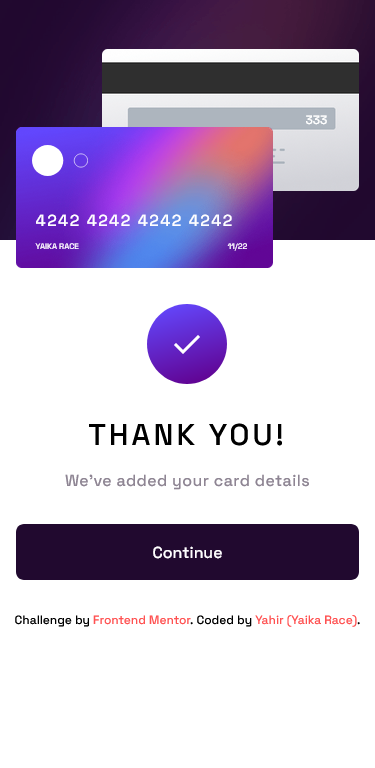 333
4242 4242 4242 4242
YAIKA RACE 11/22
THANK YOU!
We've added your card details
Continue
Challenge by Frontend Mentor. Coded by Yahir (Yaika Race).